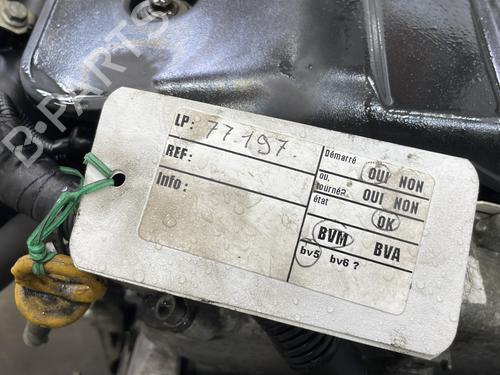 B-PARTS
LP: 77197
REF:
Info:
Démarré OUI NON
ou,
tourné? OUI NON
état OK
BVM BVA
bv5 bv6 ?